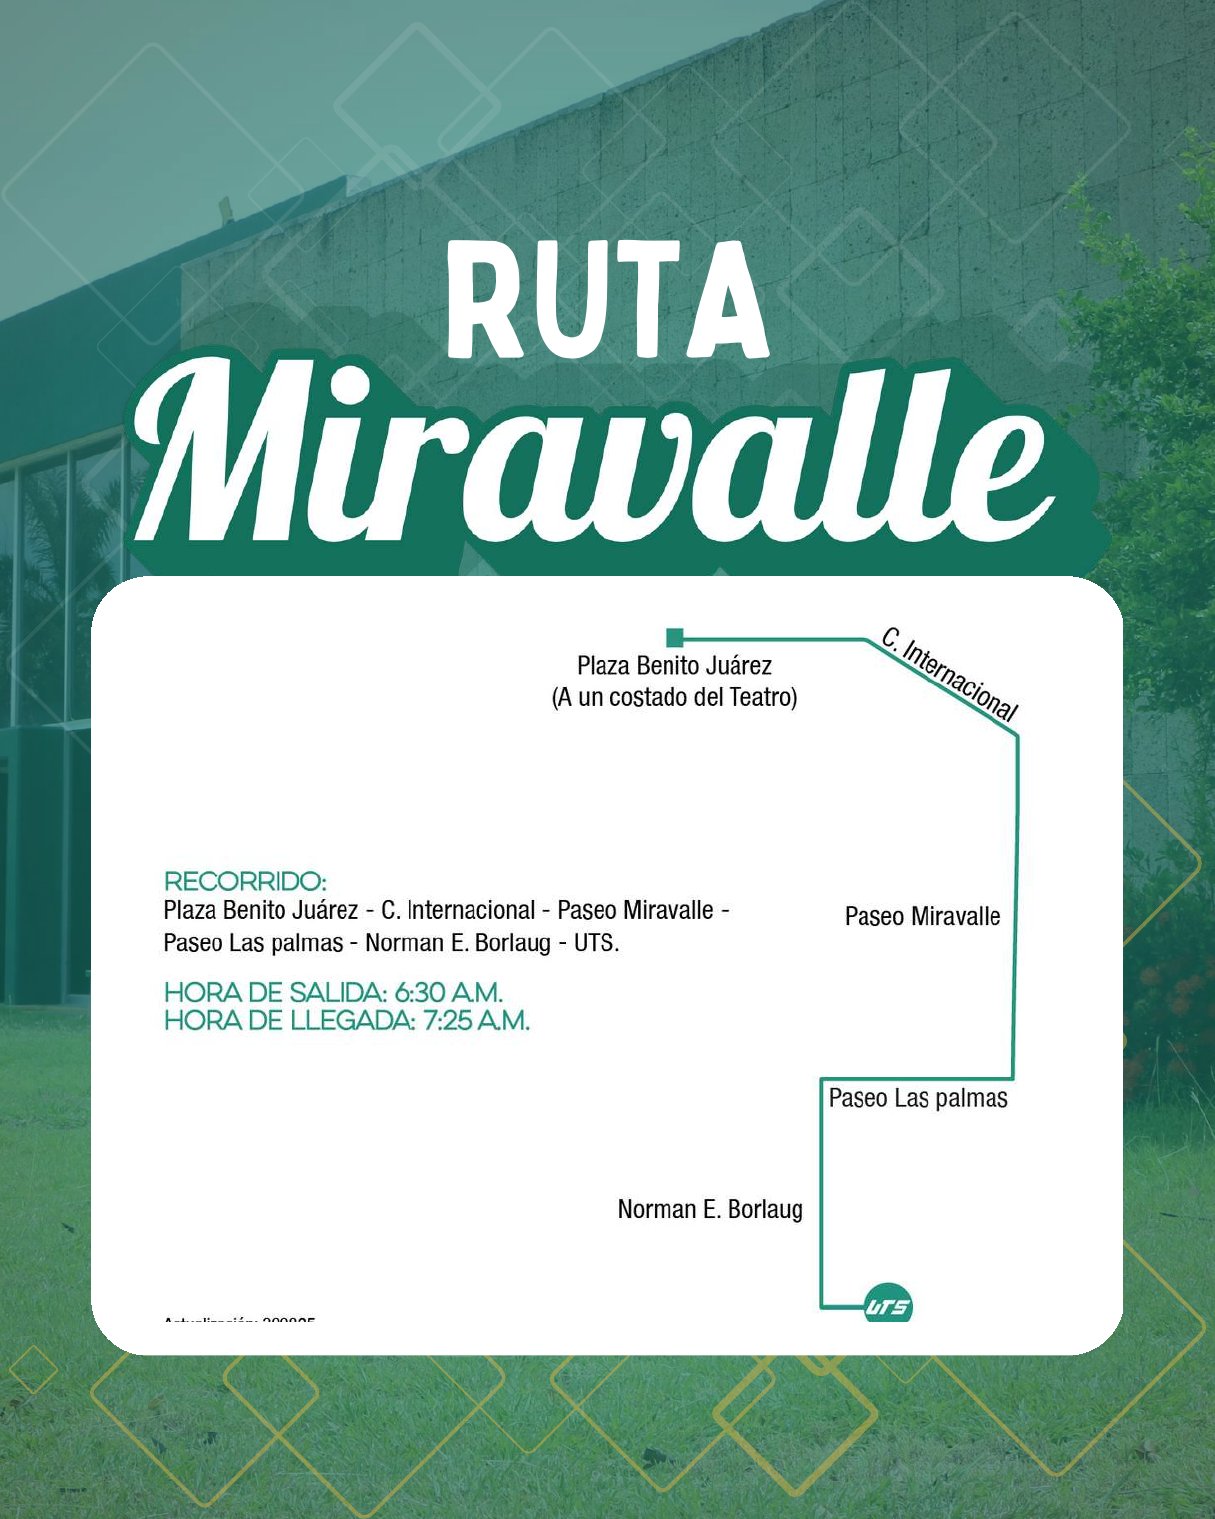 RUTA
Miravalle
C. Internacional
Plaza Benito Juárez
(A un costado del Teatro)
RECORRIDO:
Plaza Benito Juárez - C. Internacional - Paseo Miravalle -
Paseo Las palmas - Norman E. Borlaug - UTS.
Paseo Miravalle
HORA DE SALIDA: 6:30 A.M.
HORA DE LLEGADA: 7:25 A.M.
Paseo Las palmas
Norman E. Borlaug
UTS